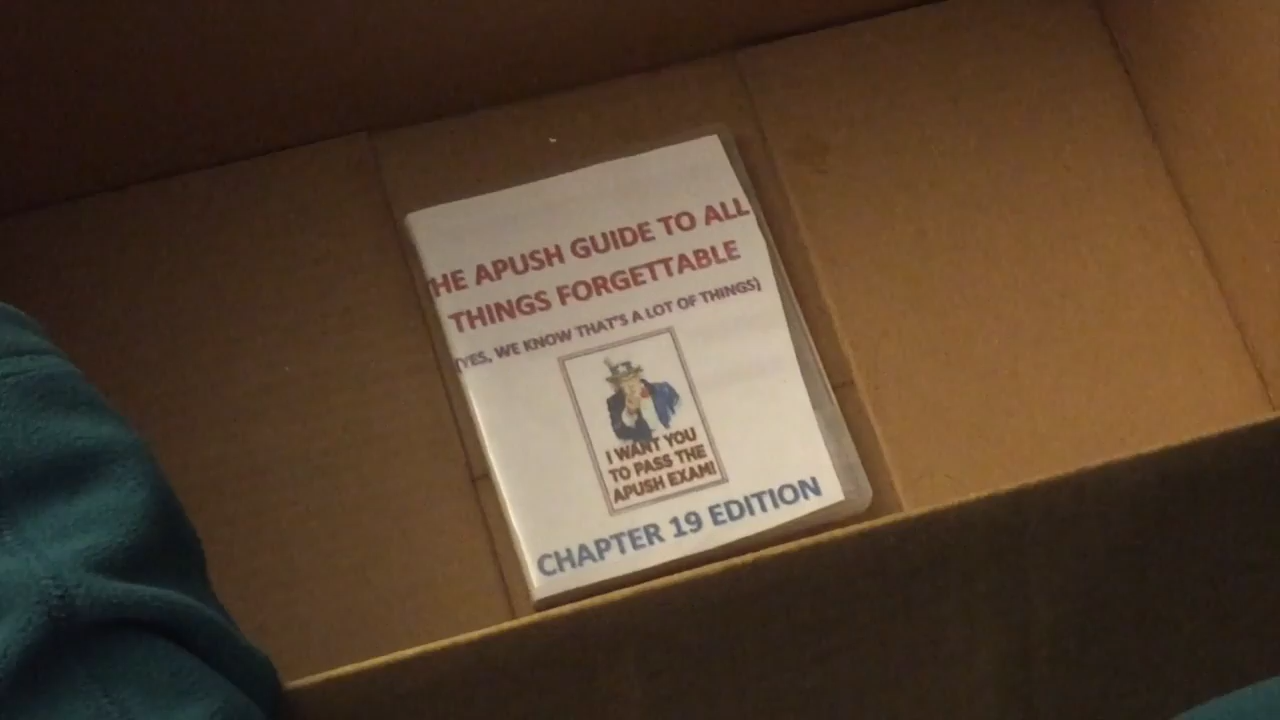 HE APUSH GUIDE TO ALL
THINGS FORGETTABLE
(YES, WE KNOW THAT'S A LOT OF THINGS)
I WANT YOU
TO PASS THE
APUSH EXAM!
CHAPTER 19 EDITION